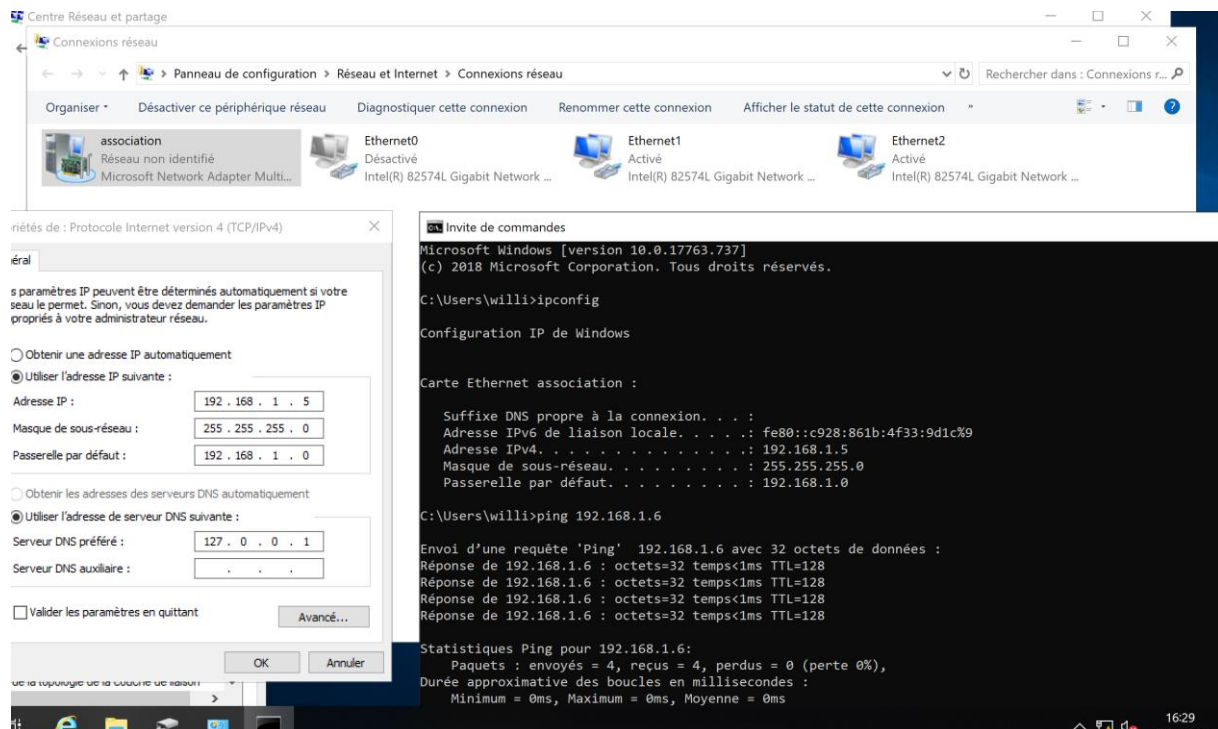 Centre Réseau et partage
Connexions réseau
Panneau de configuration > Réseau et Internet > Connexions réseau
Rechercher dans : Connexions r...
Organiser Désactiver ce périphérique réseau Diagnostiquer cette connexion Renommer cette connexion Afficher le statut de cette connexion »
association
Réseau non identifié
Microsoft Network Adapter Multi...
Ethernet0
Désactivé
Intel(R) 82574L Gigabit Network ...
Ethernet1
Activé
Intel(R) 82574L Gigabit Network ...
Ethernet2
Activé
Intel(R) 82574L Gigabit Network ...
riétés de : Protocole Internet version 4 (TCP/IPv4)
éral
s paramètres IP peuvent être déterminés automatiquement si votre
seau le permet. Sinon, vous devez demander les paramètres IP
propriés à votre administrateur réseau.
Obtenir une adresse IP automatiquement
Utiliser l'adresse IP suivante :
Adresse IP : 192 . 168 . 1 . 5
Masque de sous-réseau : 255 . 255 . 255 . 0
Passerelle par défaut : 192 . 168 . 1 . 0
Obtenir les adresses des serveurs DNS automatiquement
Utiliser l'adresse de serveur DNS suivante :
Serveur DNS préféré : 127 . 0 . 0 . 1
Serveur DNS auxiliaire : . . .
Valider les paramètres en quittant
Avancé...
OK Annuler
de la topologie de la couche de liaison
Invite de commandes
Microsoft Windows [version 10.0.17763.737]
(c) 2018 Microsoft Corporation. Tous droits réservés.
C:\Users\willi>ipconfig
Configuration IP de Windows
Carte Ethernet association :
Suffixe DNS propre à la connexion. . . :
Adresse IPv6 de liaison locale. . . . .: fe80::c928:861b:4f33:9d1c%9
Adresse IPv4. . . . . . . . . . . . . .: 192.168.1.5
Masque de sous-réseau. . . . . . . . . : 255.255.255.0
Passerelle par défaut. . . . . . . . . : 192.168.1.0
C:\Users\willi>ping 192.168.1.6
Envoi d'une requête 'Ping'  192.168.1.6 avec 32 octets de données :
Réponse de 192.168.1.6 : octets=32 temps<1ms TTL=128
Réponse de 192.168.1.6 : octets=32 temps<1ms TTL=128
Réponse de 192.168.1.6 : octets=32 temps<1ms TTL=128
Réponse de 192.168.1.6 : octets=32 temps<1ms TTL=128
Statistiques Ping pour 192.168.1.6:
Paquets : envoyés = 4, reçus = 4, perdus = 0 (perte 0%),
Durée approximative des boucles en millisecondes :
Minimum = 0ms, Maximum = 0ms, Moyenne = 0ms
16:29